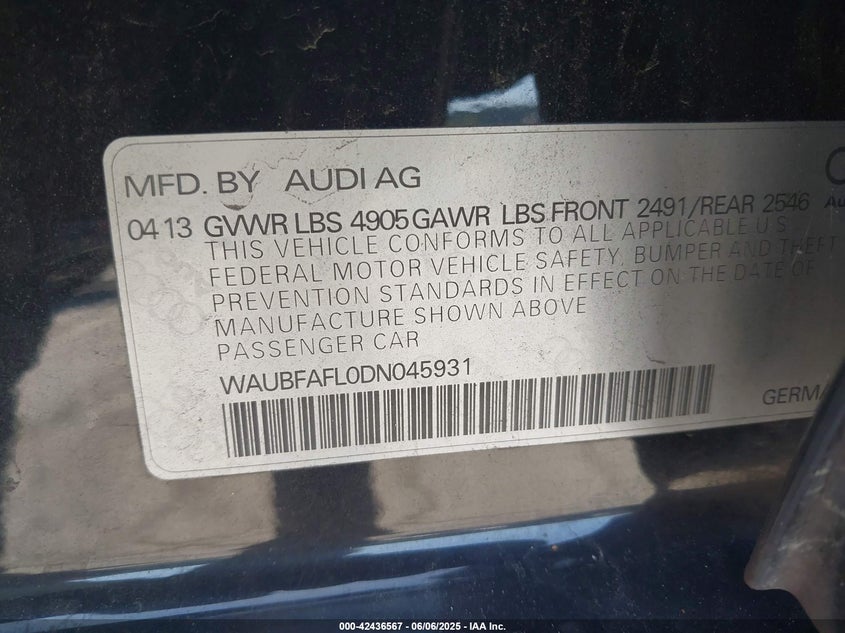 MFD. BY AUDI AG
04 13 GVWR LBS 4905 GAWR LBS FRONT 2491/REAR 2546
THIS VEHICLE CONFORMS TO ALL APPLICABLE U S
FEDERAL MOTOR VEHICLE SAFETY, BUMPER AND THEFT
PREVENTION STANDARDS IN EFFECT ON THE DATE OF
MANUFACTURE SHOWN ABOVE
PASSENGER CAR
WAUBFAFL0DN045931
000-42436567 - 06/06/2025 - IAA Inc.